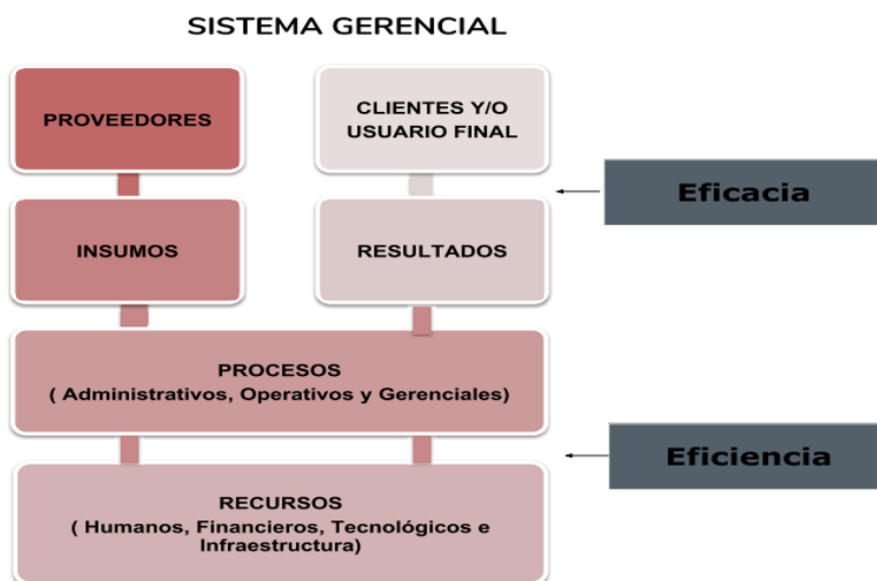 SISTEMA GERENCIAL
PROVEEDORES
CLIENTES Y/O
USUARIO FINAL
Eficacia
INSUMOS
RESULTADOS
PROCESOS
( Administrativos, Operativos y Gerenciales)
Eficiencia
RECURSOS
( Humanos, Financieros, Tecnológicos e
Infraestructura)